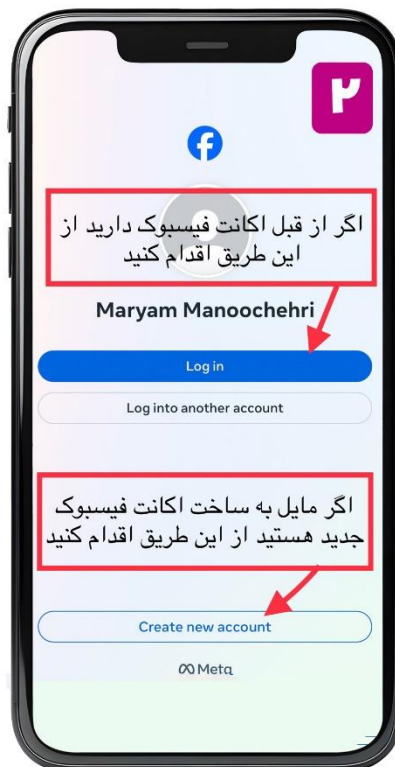 ۲
اگر از قبل اکانت فیسبوک دارید از
این طریق اقدام کنید
Maryam Manoochehri
Log in
Log into another account
اگر مایل به ساخت اکانت فیسبوک
جدید هستید از این طریق اقدام کنید
Create new account
Meta